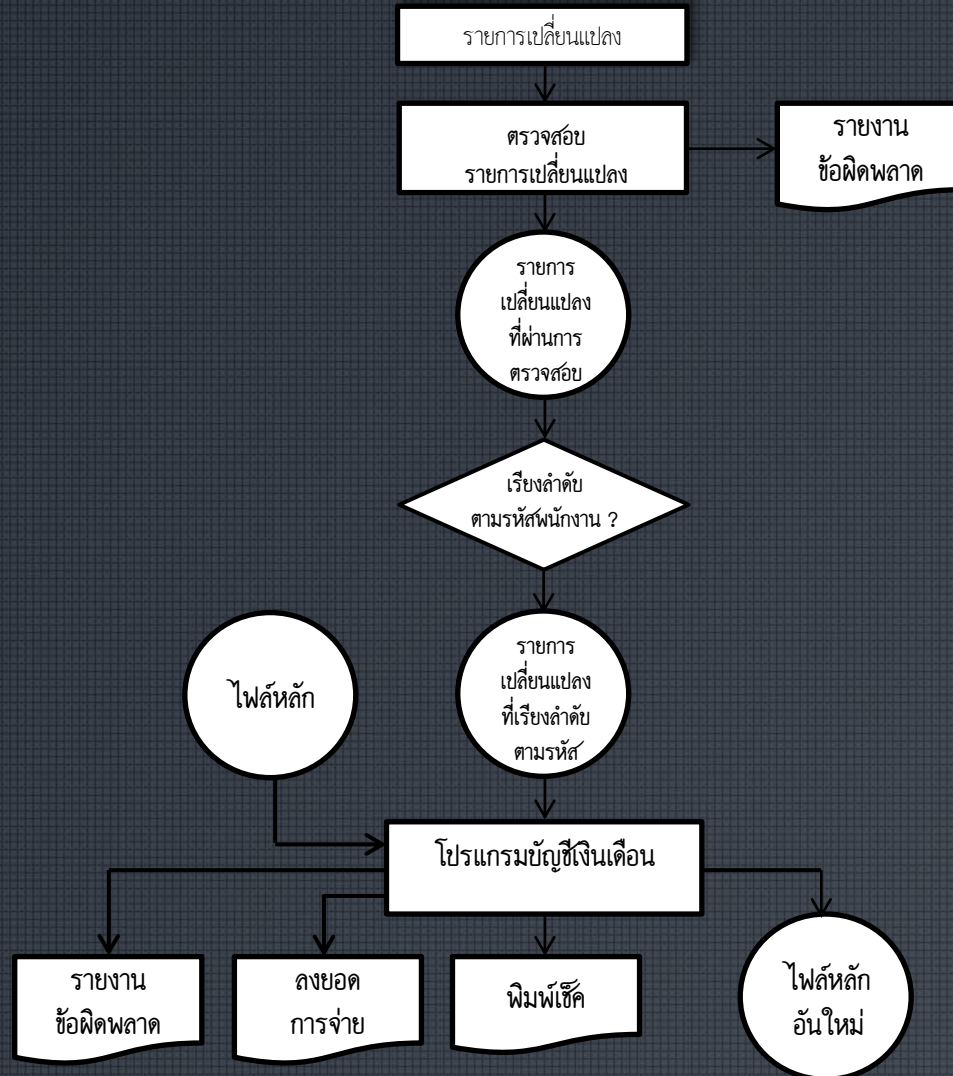 รายการเปลี่ยนแปลง
ตรวจสอบ
รายการเปลี่ยนแปลง
รายงาน
ข้อผิดพลาด
รายการ
เปลี่ยนแปลง
ที่ผ่านการ
ตรวจสอบ
เรียงลำดับ
ตามรหัสพนักงาน ?
ไฟล์หลัก
รายการ
เปลี่ยนแปลง
ที่เรียงลำดับ
ตามรหัส
โปรแกรมบัญชีเงินเดือน
รายงาน
ข้อผิดพลาด
ลงยอด
การจ่าย
พิมพ์เช็ค
ไฟล์หลัก
อันใหม่